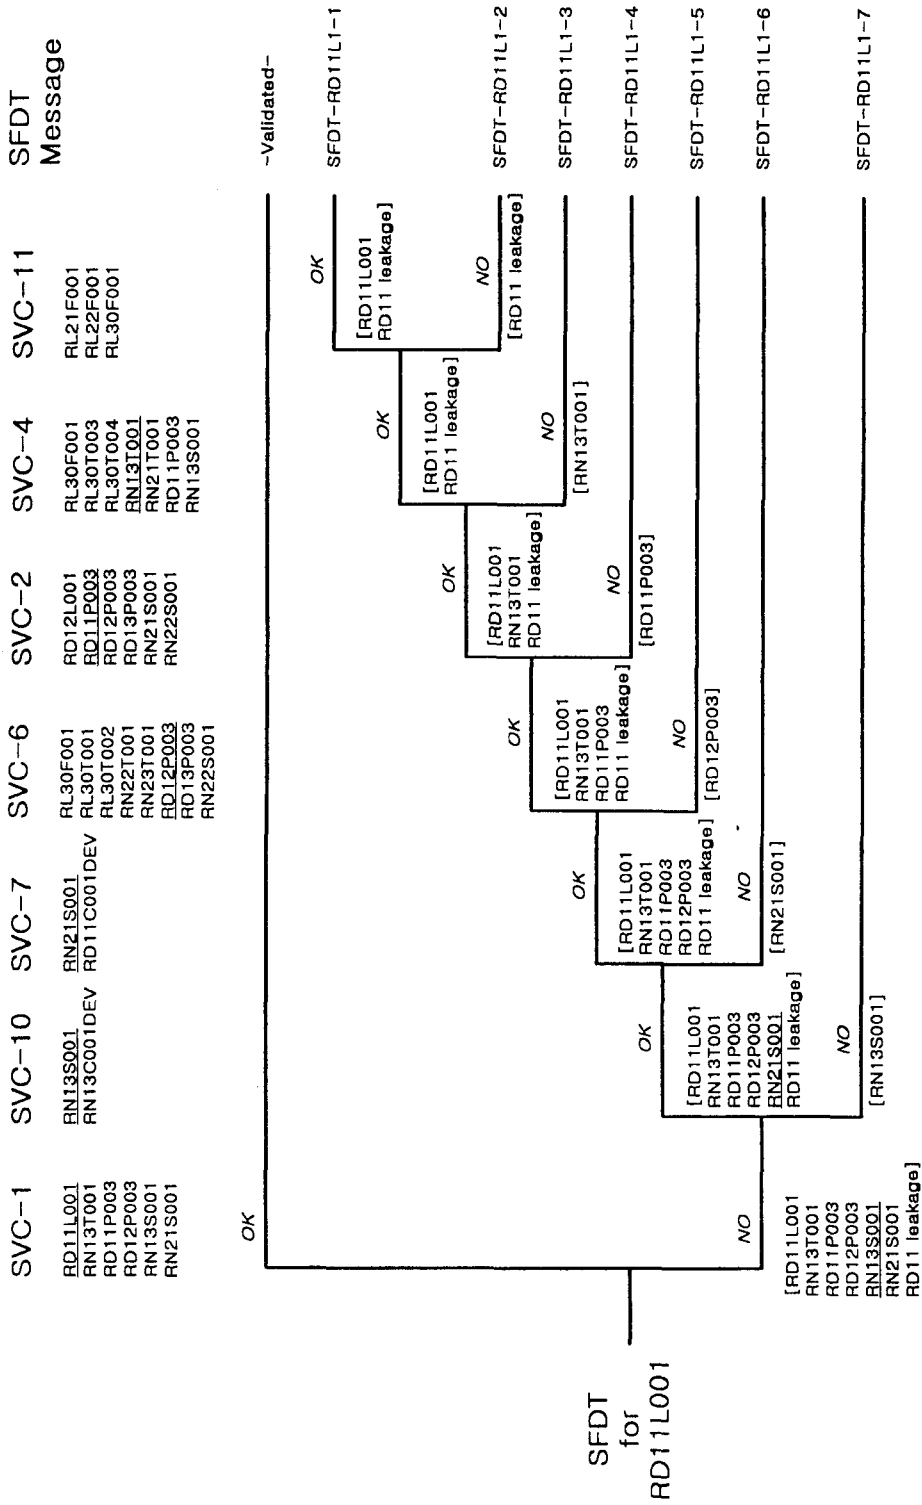 SFDT
for
RD11L001
SVC-1
RD11L001
RN13T001
RD11P003
RD12P003
RN13S001
RN21S001
SVC-10
RN13S001
RN13C001DEV
SVC-7
RN21S001
RD11C001DEV
SVC-6
RL30F001
RL30T001
RL30T002
RN22T001
RN23T001
RD12P003
RD13P003
RN22S001
SVC-2
RD12L001
RD11P003
RD12P003
RD13P003
RN21S001
RN22S001
SVC-4
RL30F001
RL30T003
RL30T004
RN13T001
RN21T001
RD11P003
RN13S001
SVC-11
RL21F001
RL22F001
RL30F001
SFDT
Message
OK
-Validated-
NO
[RD11L001
RN13T001
RD11P003
RD12P003
RN13S001
RN21S001
RD11 leakage]
OK
[RD11L001
RN13T001
RD11P003
RD12P003
RN21S001
RD11 leakage]
NO
[RN13S001]
OK
[RD11L001
RN13T001
RD11P003
RD12P003
RD11 leakage]
NO
[RN21S001]
OK
[RD11L001
RN13T001
RD11P003
RD11 leakage]
NO
[RD12P003]
OK
[RD11L001
RN13T001
RD11 leakage]
NO
[RD11P003]
OK
[RD11L001
RD11 leakage]
NO
[RN13T001]
OK
[RD11L001
RD11 leakage]
NO
[RD11 leakage]
SFDT-RD11L1-1
SFDT-RD11L1-2
SFDT-RD11L1-3
SFDT-RD11L1-4
SFDT-RD11L1-5
SFDT-RD11L1-6
SFDT-RD11L1-7